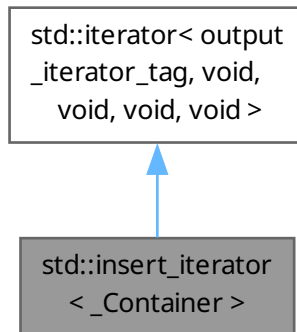 std::iterator< output
_iterator_tag, void,
void, void, void >
std::insert_iterator
< _Container >